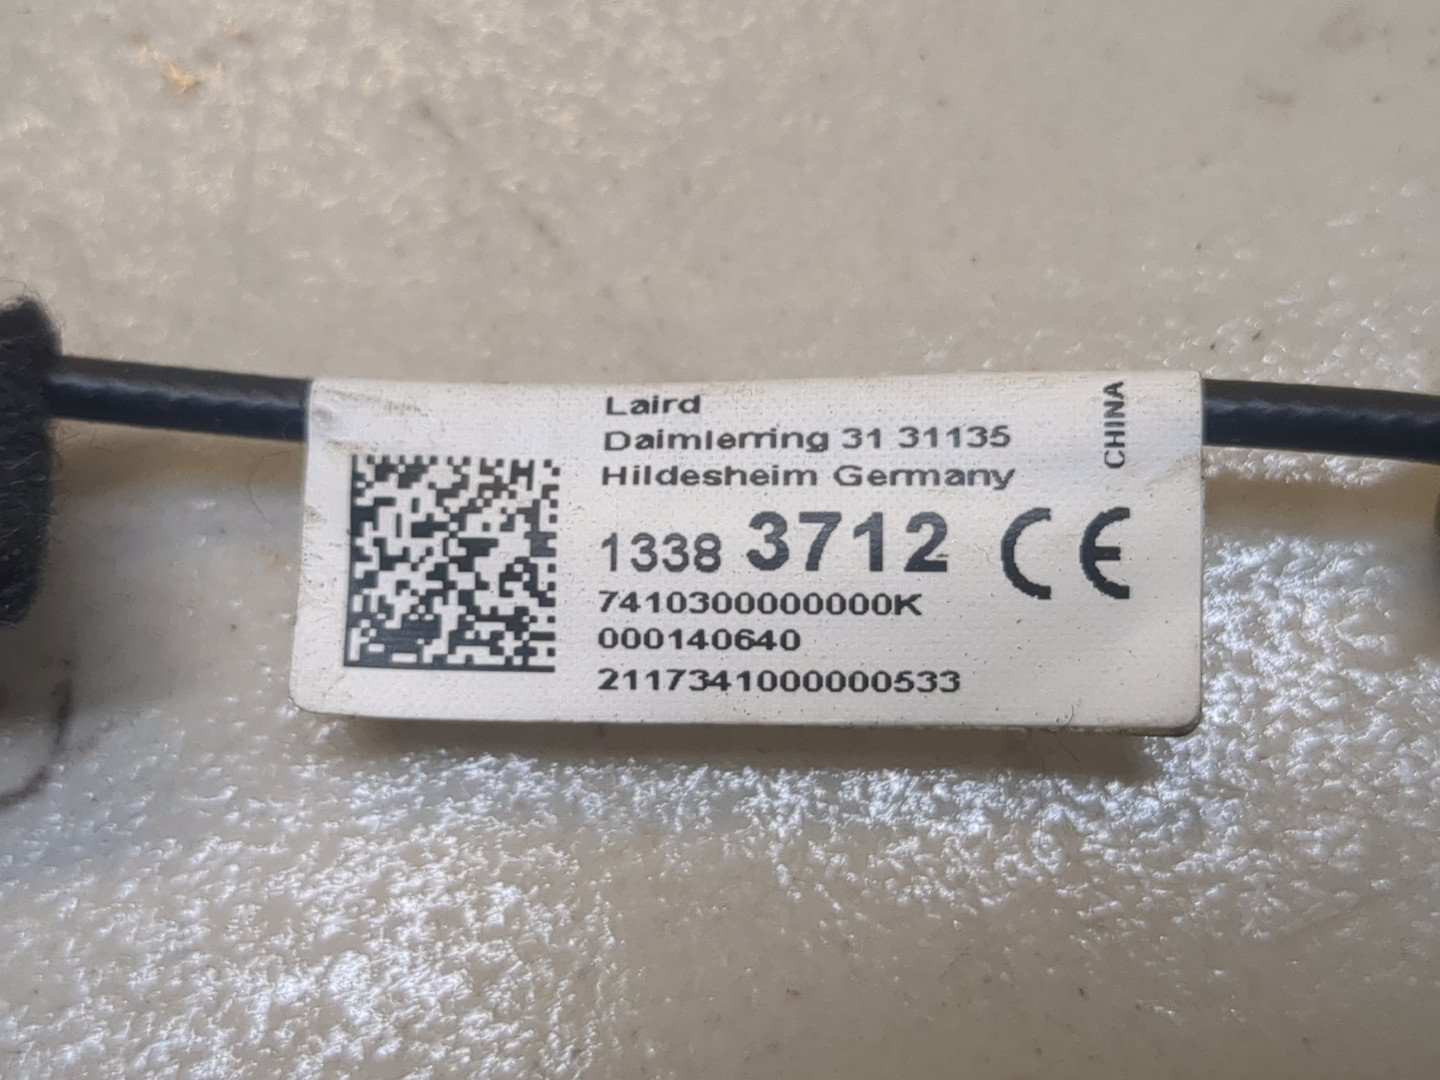 Laird
Daimlerring 31 31135
Hildesheim Germany
1338 3712 CE
7410300000000K
000140640
2117341000000533
CHINA